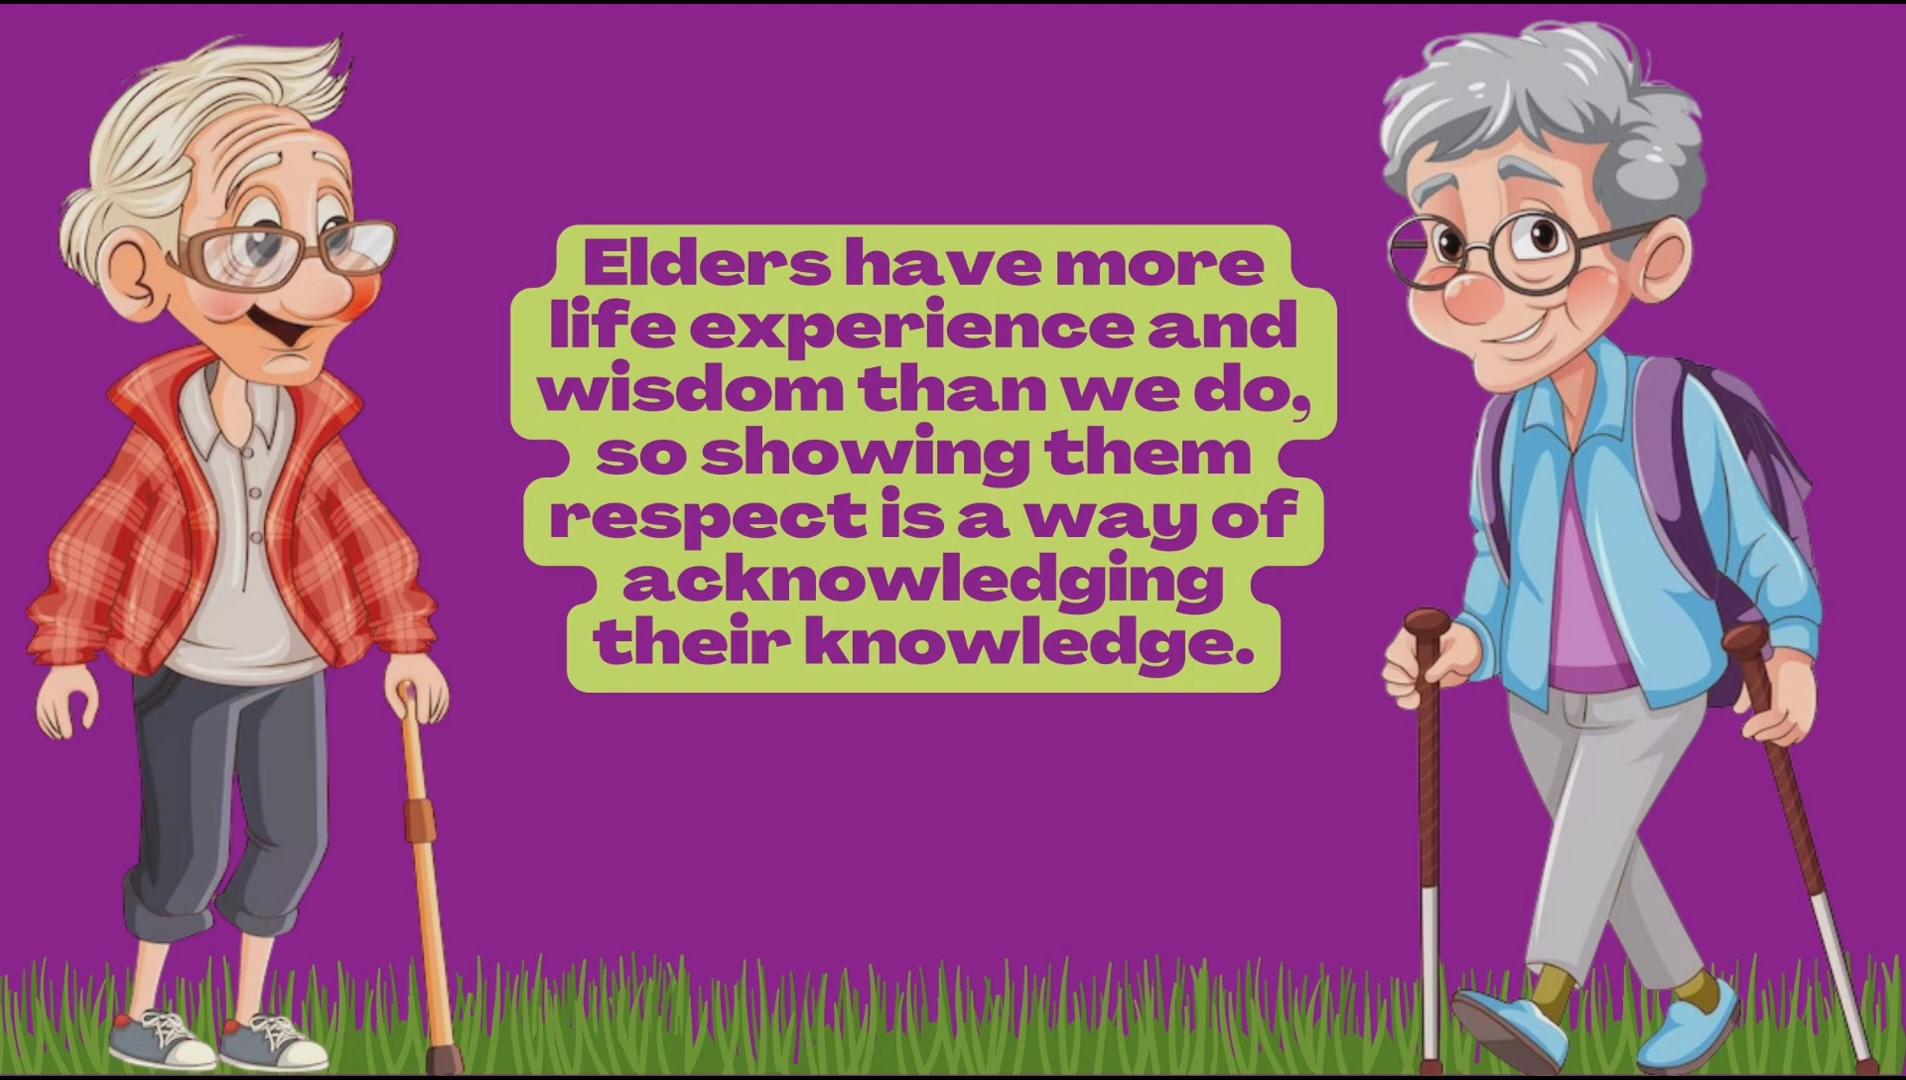 Elders have more
life experience and
wisdom than we do,
so showing them
respect is a way of
acknowledging
their knowledge.